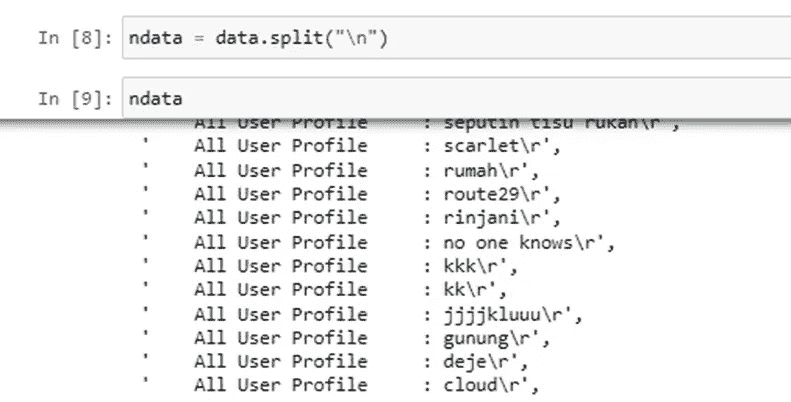 In [8]: ndata = data.split("\n")
In [9]: ndata
All User Profile : seputih tisu rukan\r',
' All User Profile : scarlet\r',
' All User Profile : rumah\r',
' All User Profile : route29\r',
' All User Profile : rinjani\r',
' All User Profile : no one knows\r',
' All User Profile : kkk\r',
' All User Profile : kk\r',
' All User Profile : jjjjkluuu\r',
' All User Profile : gunung\r',
' All User Profile : deje\r',
' All User Profile : cloud\r',